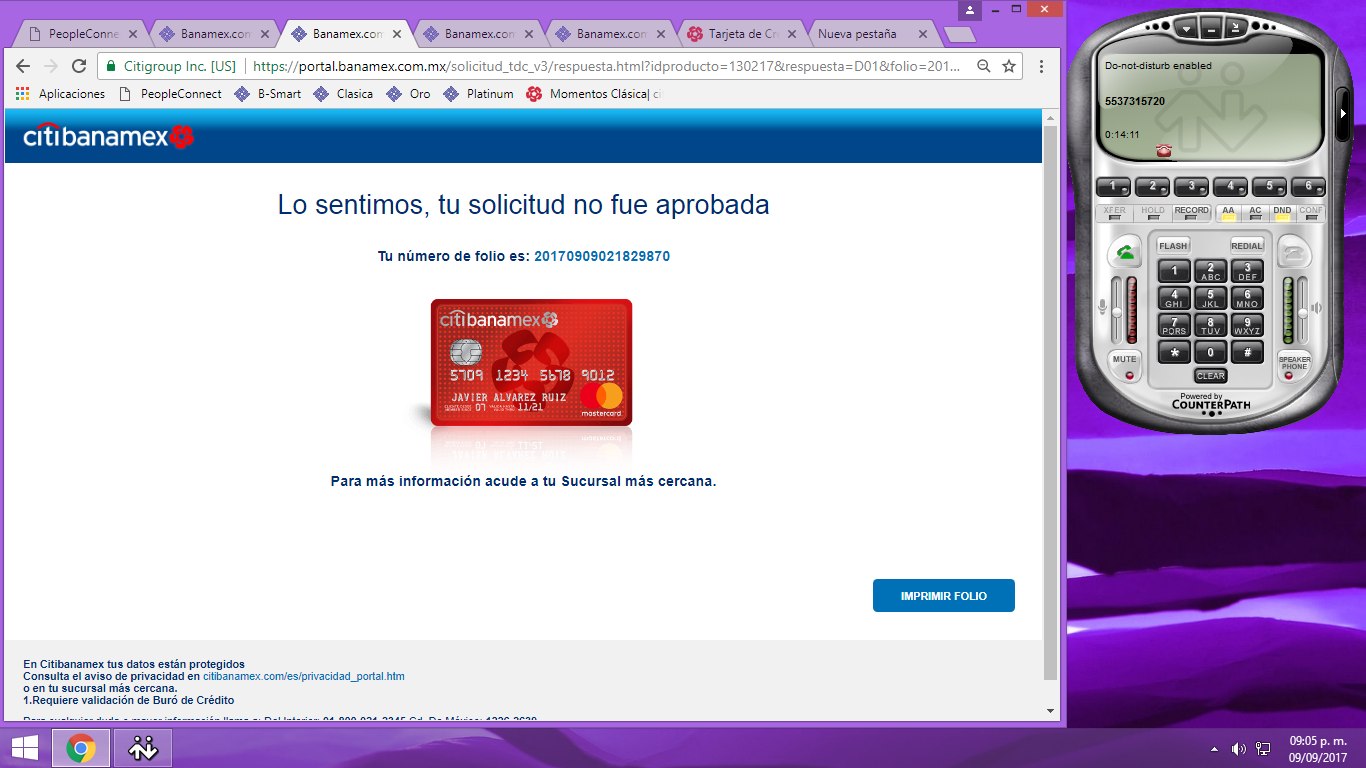 PeopleConne
Banamex.con
Banamex.con
Banamex.con
Banamex.con
Tarjeta de Cr
Nueva pestaña
Citigroup Inc. [US]
https://portal.banamex.com.mx/solicitud_tdc_v3/respuesta.html?idproducto=130217&respuesta=D01&folio=201...
Aplicaciones
PeopleConnect
B-Smart
Clasica
Oro
Platinum
Momentos Clásica| ci
citibanamex
Lo sentimos, tu solicitud no fue aprobada
Tu número de folio es: 20170909021829870
citibanamex
5709 1234 5678 9012
JAVIER ALVAREZ RUIZ
07 11/21
mastercard
Para más información acude a tu Sucursal más cercana.
IMPRIMIR FOLIO
En Citibanamex tus datos están protegidos
Consulta el aviso de privacidad en citibanamex.com/es/privacidad_portal.htm
o en tu sucursal más cercana.
1.Requiere validación de Buró de Crédito
Do-not-disturb enabled
5537315720
0:14:11
1 2 3 4 5 6
XFER HOLD RECORD AA AC DND CONF
FLASH REDIAL
1 2 ABC 3 DEF
4 GHI 5 JKL 6 MNO
7 PQRS 8 TUV 9 WXYZ
* 0 #
MUTE
CLEAR
SPEAKER
PHONE
Powered by
COUNTERPATH
09:05 p. m.
09/09/2017